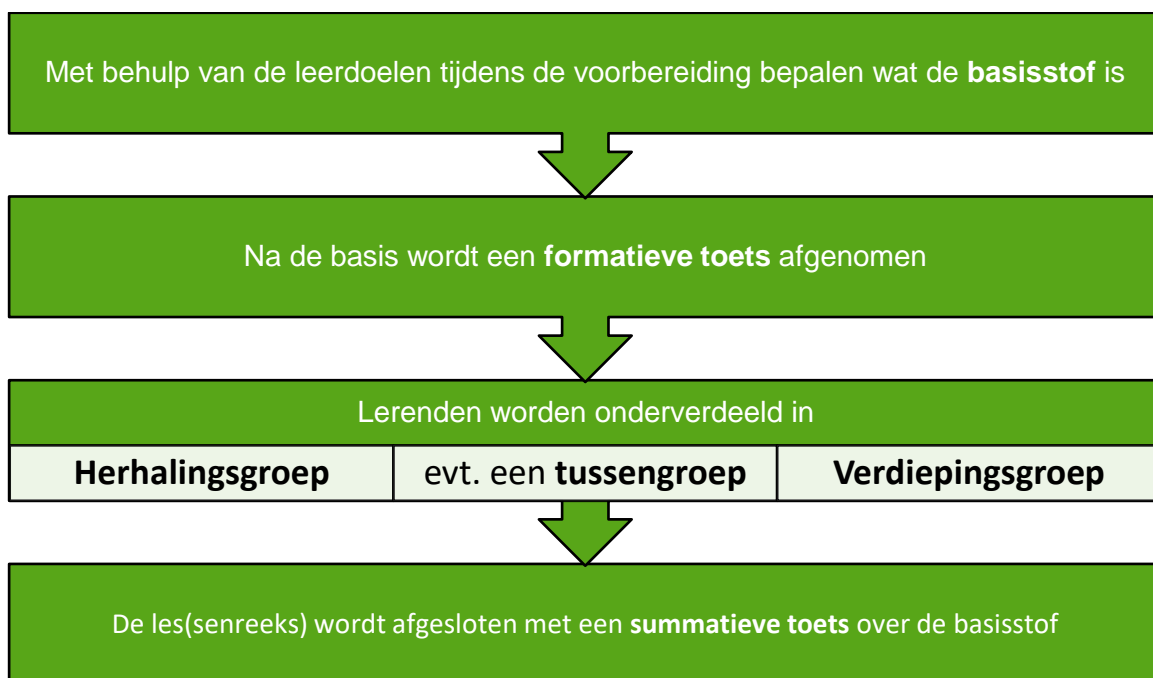 Met behulp van de leerdoelen tijdens de voorbereiding bepalen wat de basisstof is
Na de basis wordt een formatieve toets afgenomen
Lerenden worden onderverdeeld in
Herhalingsgroep
evt. een tussengroep
Verdiepingsgroep
De les(senreeks) wordt afgesloten met een summatieve toets over de basisstof